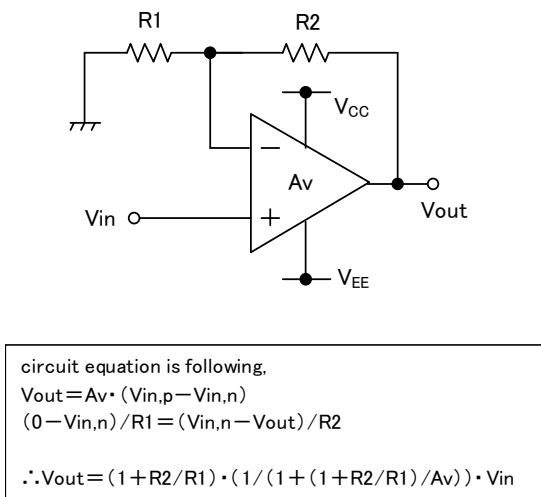 R1
R2
VCC
Av
Vin
Vout
VEE
circuit equation is following,
Vout=Av･(Vin,p−Vin,n)
(0−Vin,n)/R1=(Vin,n−Vout)/R2
∴Vout=(1+R2/R1)･(1/(1+(1+R2/R1)/Av))･Vin